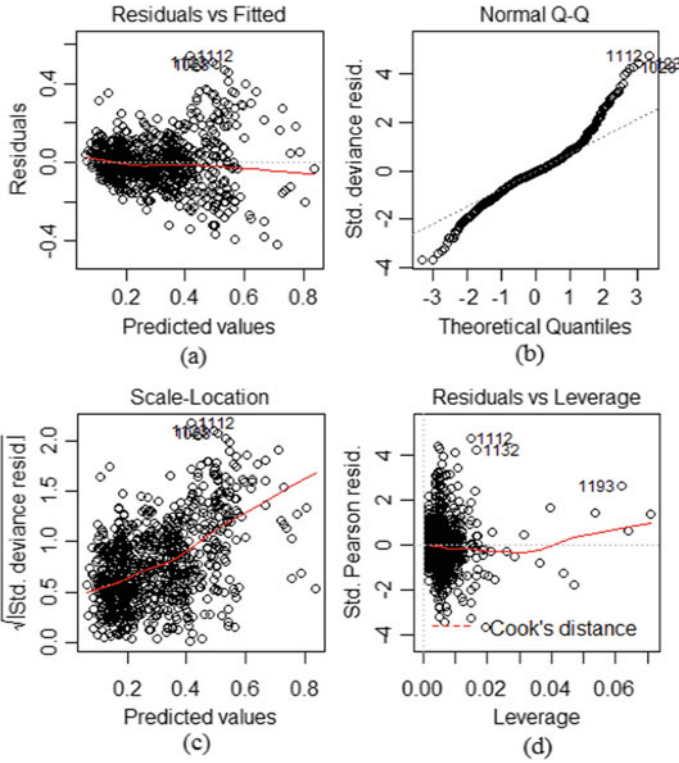 Residuals vs Fitted
1112
Residuals
0.4
0.0
-0.4
0.2 0.4 0.6 0.8
Predicted values
(a)
Normal Q-Q
1112
Std. deviance resid.
4
2
0
-2
-4
-3 -2 -1 0 1 2 3
Theoretical Quantiles
(b)
Scale-Location
1112
√|Std. deviance resid.|
2.0
1.5
1.0
0.5
0.0
0.2 0.4 0.6 0.8
Predicted values
(c)
Residuals vs Leverage
1112
1132
1193
Std. Pearson resid.
4
2
0
-2
-4
Cook's distance
0.00 0.02 0.04 0.06
Leverage
(d)